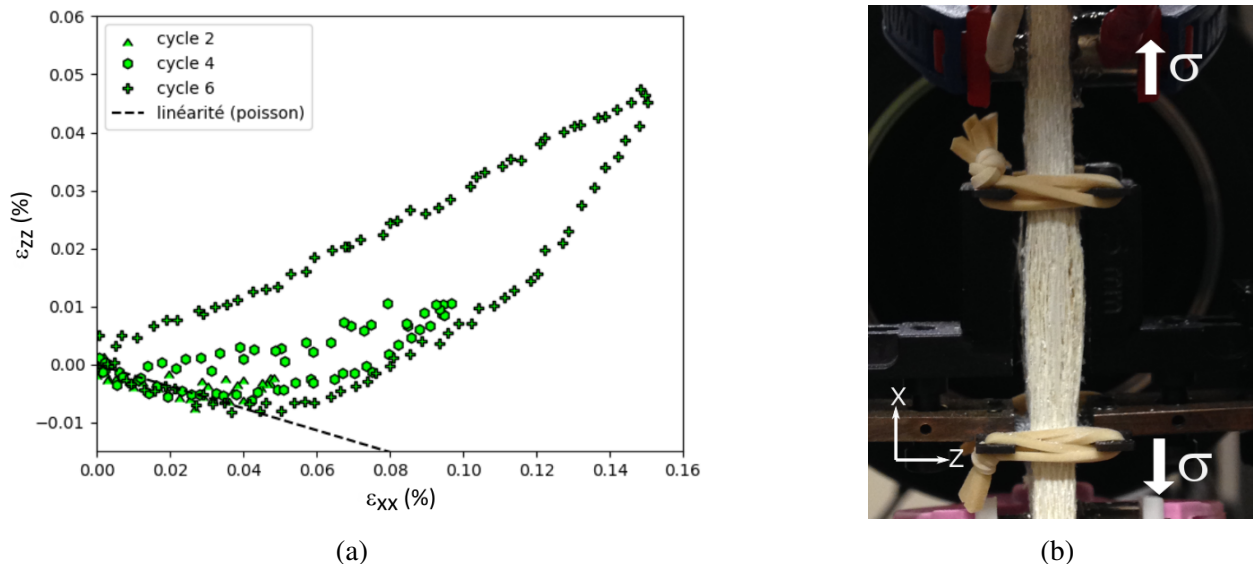 0.06
0.05
0.04
0.03
0.02
0.01
0.00
−0.01
εzz (%)
cycle 2
cycle 4
cycle 6
linéarité (poisson)
0.00 0.02 0.04 0.06 0.08 0.10 0.12 0.14 0.16
εxx (%)
(a)
σ
X
Z
σ
(b)